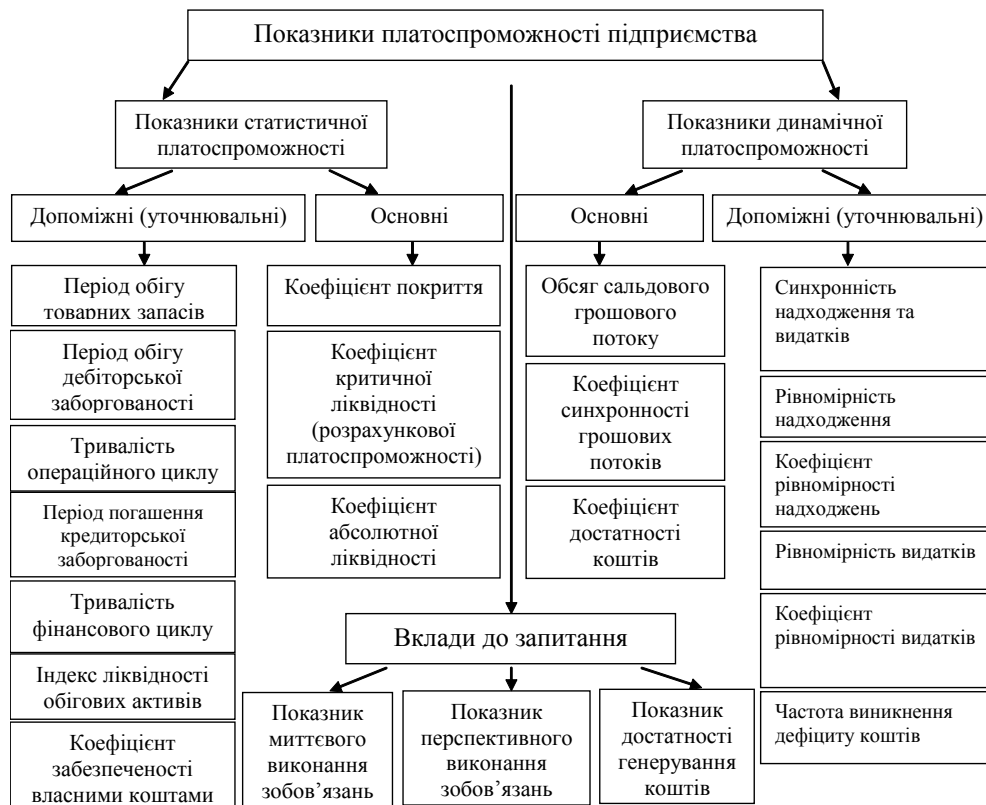 Показники платоспроможності підприємства
Показники статистичної
платоспроможності
Показники динамічної
платоспроможності
Допоміжні (уточнювальні)
Основні
Основні
Допоміжні (уточнювальні)
Період обігу
товарних запасів
Період обігу
дебіторської
заборгованості
Тривалість
операційного циклу
Період погашення
кредиторської
заборгованості
Тривалість
фінансового циклу
Індекс ліквідності
обігових активів
Коефіцієнт
забезпеченості
власними коштами
Коефіцієнт покриття
Коефіцієнт
критичної
ліквідності
(розрахункової
платоспроможності)
Коефіцієнт
абсолютної
ліквідності
Обсяг сальдового
грошового
потоку
Коефіцієнт
синхронності
грошових
потоків
Коефіцієнт
достатності
коштів
Синхронність
надходження та
видатків
Рівномірність
надходження
Коефіцієнт
рівномірності
надходжень
Рівномірність видатків
Коефіцієнт
рівномірності видатків
Частота виникнення
дефіциту коштів
Вклади до запитання
Показник
миттєвого
виконання
зобов’язань
Показник
перспективного
виконання
зобов’язань
Показник
достатності
генерування
коштів